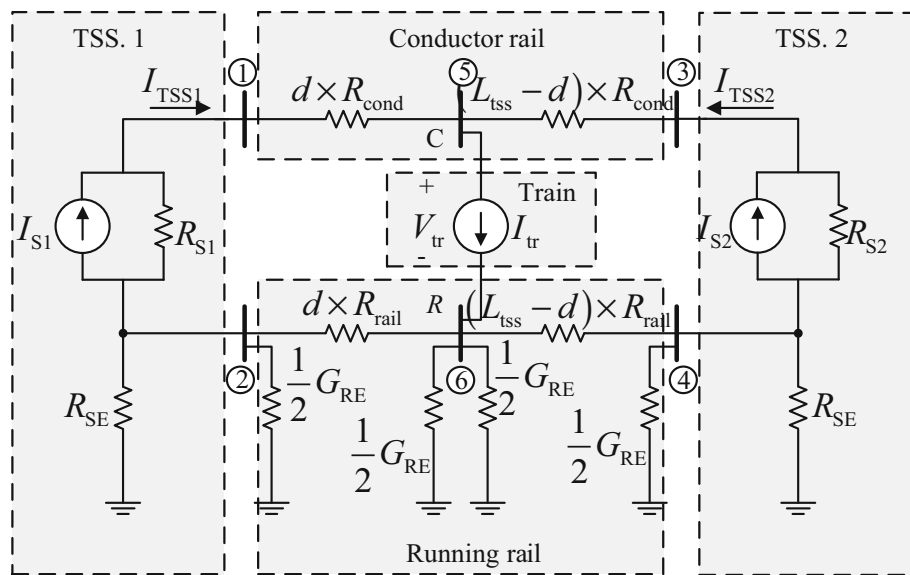 TSS. 1
Conductor rail
TSS. 2
① ⑤ ③
I_TSS1
d × R_cond
(L_tss − d) × R_cond
I_TSS2
C
+
Train
I_S1
R_S1
V_tr
I_tr
I_S2
R_S2
-
d × R_rail
R
(L_tss − d) × R_rail
② ⑥ ④
R_SE
1/2 G_RE
1/2 G_RE
1/2 G_RE
1/2 G_RE
R_SE
Running rail